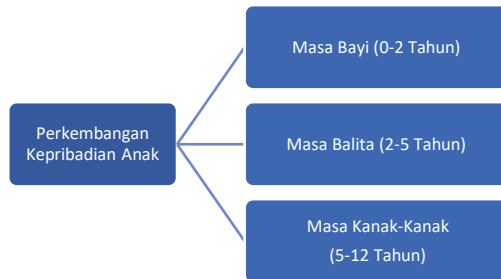 Perkembangan
Kepribadian Anak
Masa Bayi (0-2 Tahun)
Masa Balita (2-5 Tahun)
Masa Kanak-Kanak
(5-12 Tahun)